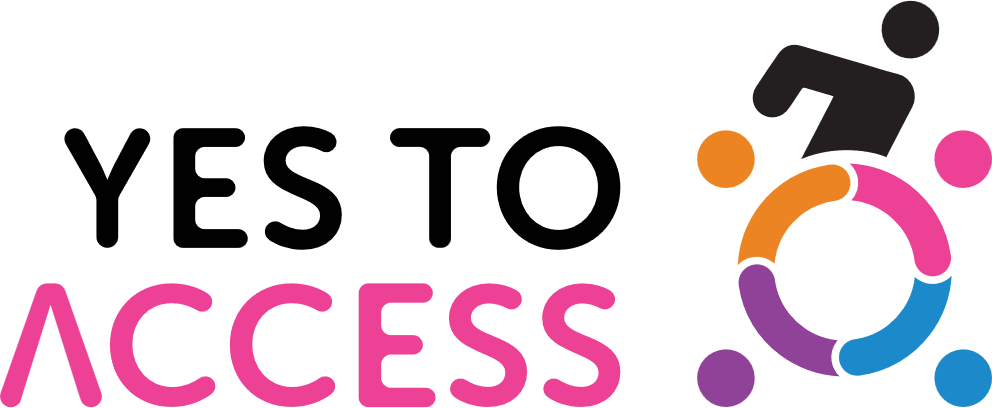 YES TO
ACCESS